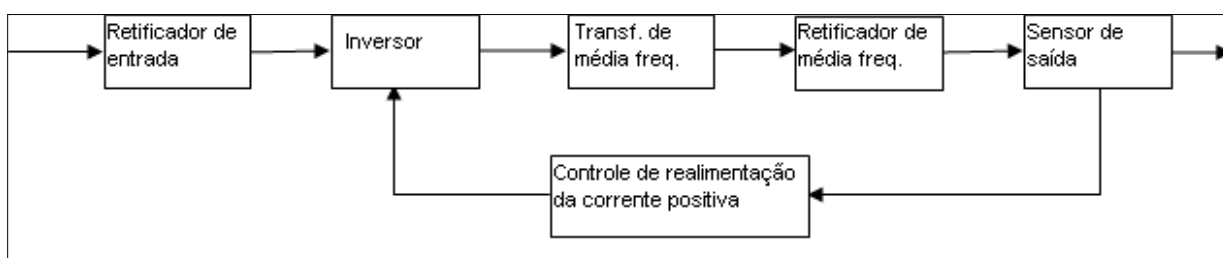 Retificador de
entrada
Inversor
Transf. de
média freq.
Retificador de
média freq.
Sensor de
saída
Controle de realimentação
da corrente positiva